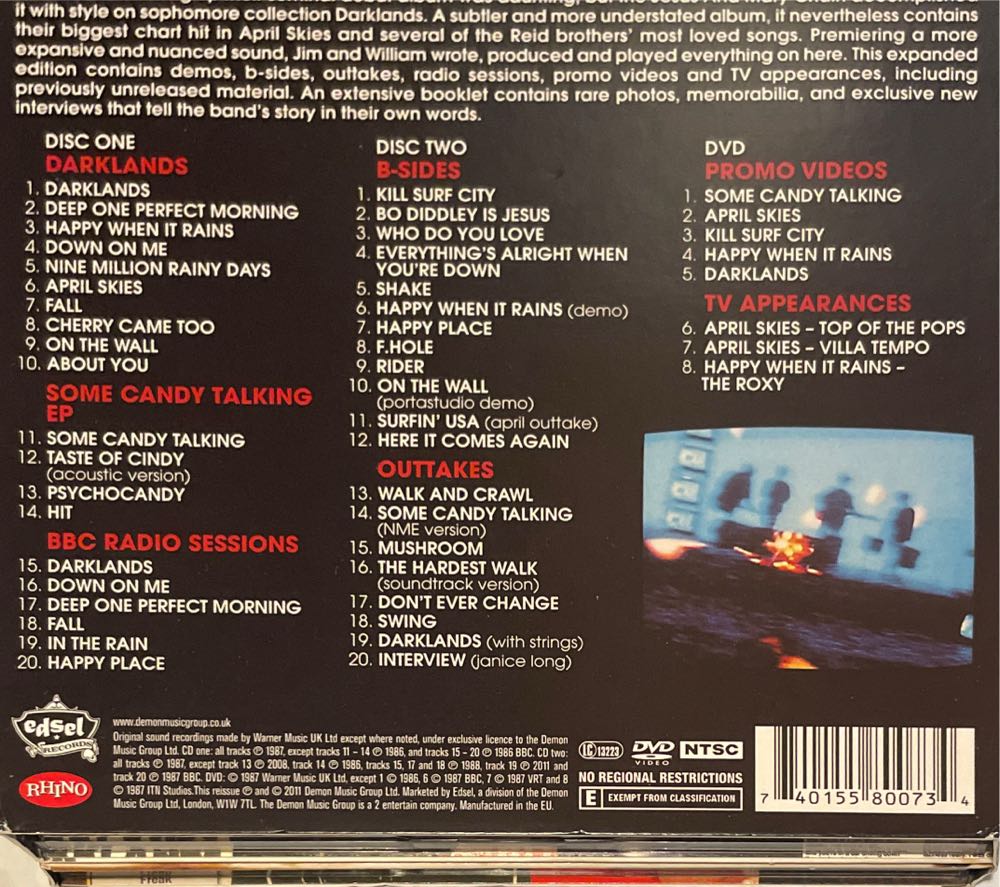 it with style on sophomore collection Darklands. A subtler and more understated album, it nevertheless contains
their biggest chart hit in April Skies and several of the Reid brothers' most loved songs. Premiering a more
expansive and nuanced sound, Jim and William wrote, produced and played everything on here. This expanded
edition contains demos, b-sides, outtakes, radio sessions, promo videos and TV appearances, including
previously unreleased material. An extensive booklet contains rare photos, memorabilia, and exclusive new
interviews that tell the band's story in their own words.
DISC ONE
DARKLANDS
1. DARKLANDS
2. DEEP ONE PERFECT MORNING
3. HAPPY WHEN IT RAINS
4. DOWN ON ME
5. NINE MILLION RAINY DAYS
6. APRIL SKIES
7. FALL
8. CHERRY CAME TOO
9. ON THE WALL
10. ABOUT YOU
SOME CANDY TALKING
EP
11. SOME CANDY TALKING
12. TASTE OF CINDY
(acoustic version)
13. PSYCHOCANDY
14. HIT
BBC RADIO SESSIONS
15. DARKLANDS
16. DOWN ON ME
17. DEEP ONE PERFECT MORNING
18. FALL
19. IN THE RAIN
20. HAPPY PLACE
DISC TWO
B-SIDES
1. KILL SURF CITY
2. BO DIDDLEY IS JESUS
3. WHO DO YOU LOVE
4. EVERYTHING'S ALRIGHT WHEN
YOU'RE DOWN
5. SHAKE
6. HAPPY WHEN IT RAINS (demo)
7. HAPPY PLACE
8. F.HOLE
9. RIDER
10. ON THE WALL
(portastudio demo)
11. SURFIN' USA (april outtake)
12. HERE IT COMES AGAIN
OUTTAKES
13. WALK AND CRAWL
14. SOME CANDY TALKING
(NME version)
15. MUSHROOM
16. THE HARDEST WALK
(soundtrack version)
17. DON'T EVER CHANGE
18. SWING
19. DARKLANDS (with strings)
20. INTERVIEW (janice long)
DVD
PROMO VIDEOS
1. SOME CANDY TALKING
2. APRIL SKIES
3. KILL SURF CITY
4. HAPPY WHEN IT RAINS
5. DARKLANDS
TV APPEARANCES
6. APRIL SKIES – TOP OF THE POPS
7. APRIL SKIES – VILLA TEMPO
8. HAPPY WHEN IT RAINS –
THE ROXY
edsel
RECORDS
RHINO
www.demonmusicgroup.co.uk
Original sound recordings made by Warner Music UK Ltd except where noted, under exclusive licence to the Demon
Music Group Ltd. CD one: all tracks ℗ 1987, except tracks 11 – 14 ℗ 1986, and tracks 15 – 20 ℗ 1986 BBC. CD two:
all tracks ℗ 1987, except track 13 ℗ 2008, track 14 ℗ 1986, tracks 15, 17 and 18 ℗ 1988, track 19 ℗ 2011 and
track 20 ℗ 1987 BBC. DVD: © 1987 Warner Music UK Ltd, except 1 © 1986, 6 © 1987 BBC, 7 © 1987 VRT and 8
© 1987 ITN Studios. This reissue ℗ and © 2011 Demon Music Group Ltd. Marketed by Edsel, a division of the Demon
Music Group Ltd, London, W1W 7TL. The Demon Music Group is a 2 entertain company. Manufactured in the EU.
LC 13223
DVD
VIDEO
NTSC
NO REGIONAL RESTRICTIONS
E EXEMPT FROM CLASSIFICATION
7 40155 80073 4
Freak